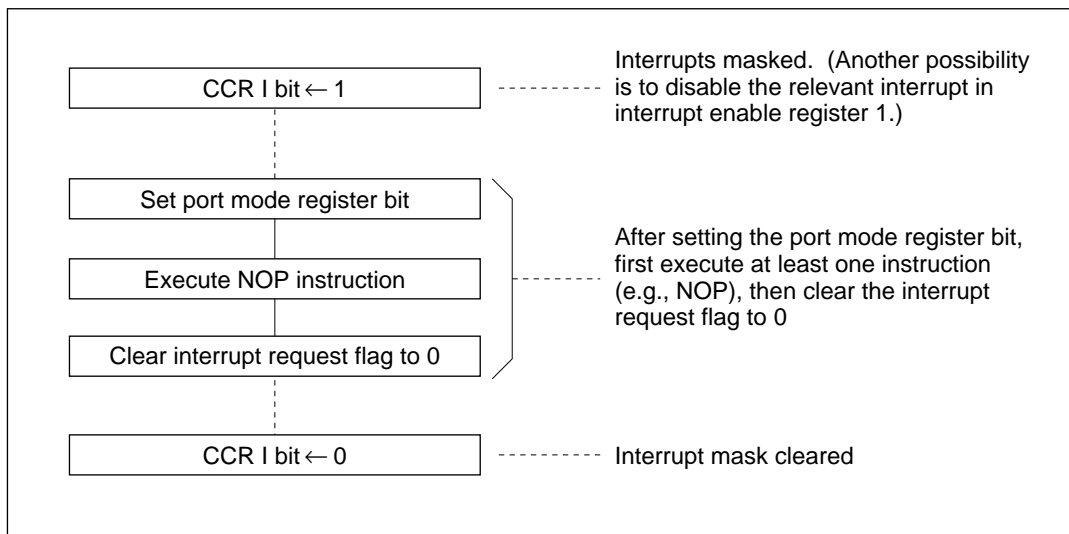 CCR I bit ← 1
Interrupts masked. (Another possibility
is to disable the relevant interrupt in
interrupt enable register 1.)
Set port mode register bit
Execute NOP instruction
Clear interrupt request flag to 0
After setting the port mode register bit,
first execute at least one instruction
(e.g., NOP), then clear the interrupt
request flag to 0
CCR I bit ← 0
Interrupt mask cleared